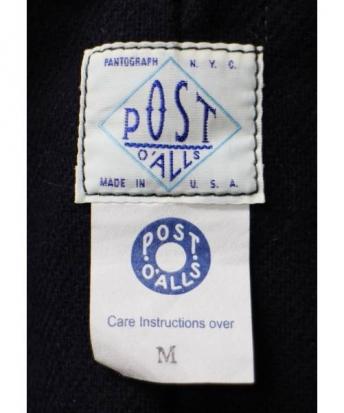 PANTOGRAPH N.Y.C.
POST
O'ALLS
MADE IN U.S.A.
POST
O'ALLS
Care Instructions over
M